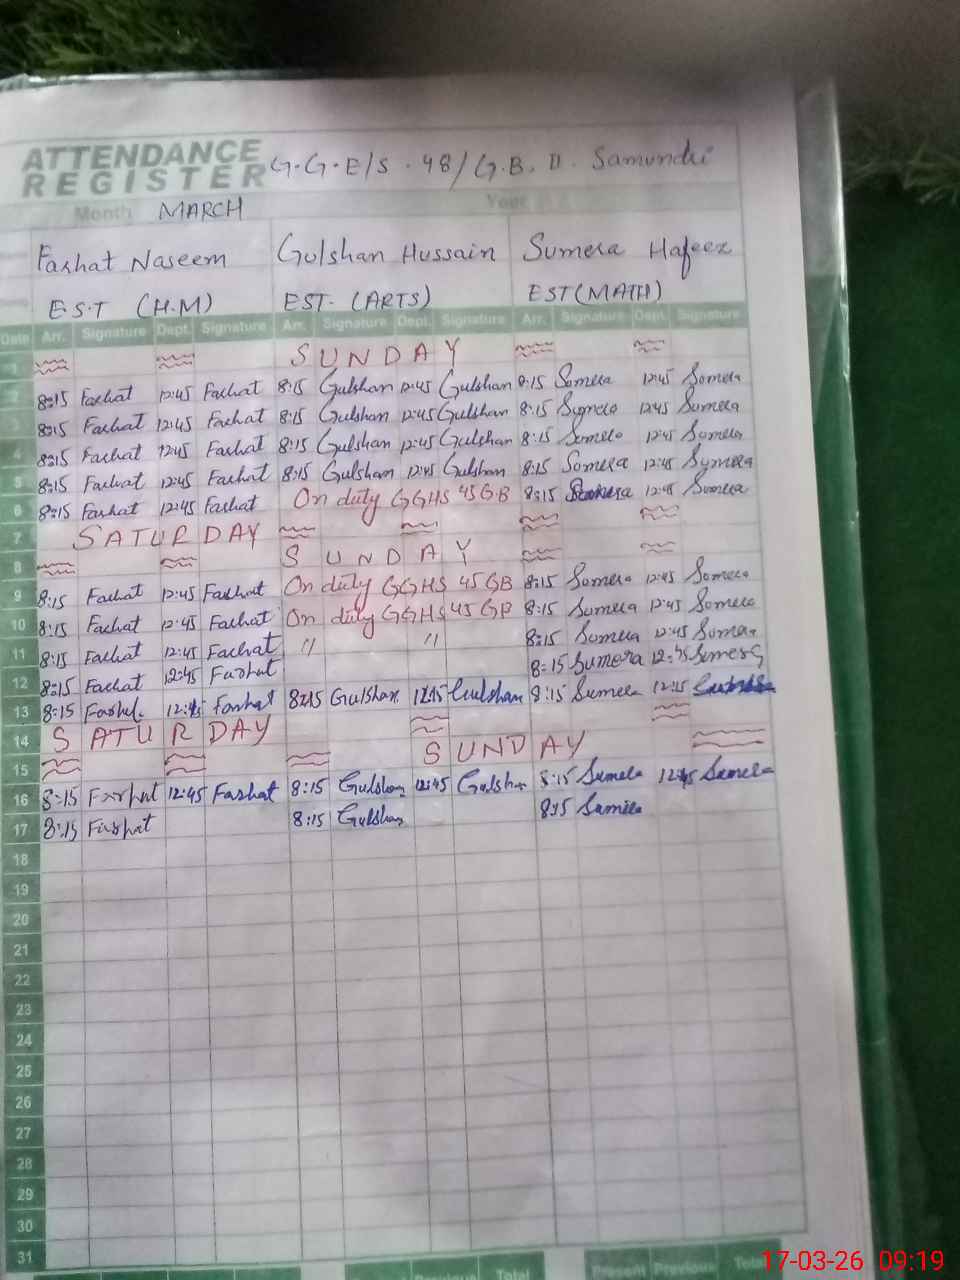 ATTENDANCE
REGISTER G.G.E/S . 48/G.B. D. Samundri
Month MARCH Year
Farhat Naseem Gulshan Hussain Sumera Hafeez
E.S.T (H.M) EST. (ARTS) EST (MATH)
Date Arr. Signature Dept. Signature Arr. Signature Dept. Signature Arr. Signature Dept. Signature
1 SUNDAY
2 8:15 Farhat 12:45 Farhat 8:15 Gulshan 12:45 Gulshan 8:15 Somera 12:45 Somera
3 8:15 Farhat 12:45 Farhat 8:15 Gulshan 12:45 Gulshan 8:15 Sumera 12:45 Sumera
4 8:15 Farhat 12:45 Farhat 8:15 Gulshan 12:45 Gulshan 8:15 Sumera 12:45 Sumera
5 8:15 Farhat 12:45 Farhat 8:15 Gulshan 12:45 Gulshan 8:15 Somera 12:45 Sumera
6 8:15 Farhat 12:45 Farhat On duty GGHS 45 GB 8:15 Sumera 12:45 Sumera
7 SATURDAY
8 SUNDAY
9 8:15 Farhat 12:45 Farhat On duty GGHS 45 GB 8:15 Somera 12:45 Somera
10 8:15 Farhat 12:45 Farhat On duty GGHS 45 GB 8:15 Somera 12:45 Somera
11 8:15 Farhat 12:45 Farhat " " 8:15 Sumera 12:45 Sumera
12 8:15 Farhat 12:45 Farhat 8:15 Sumera 12:45 Sumera
13 8:15 Farhat 12:45 Farhat 8:15 Gulshan 12:45 Gulshan 8:15 Sumera 12:45
14 SATURDAY
15 SUNDAY
16 8:15 Farhat 12:45 Farhat 8:15 Gulshan 12:45 Gulshan 8:15 Sumera 12:45 Sumera
17 8:15 Farhat 8:15 Gulshan 8:15 Sumera
18
19
20
21
22
23
24
25
26
27
28
29
30
31
Total Present Previous Total
17-03-26 09:19